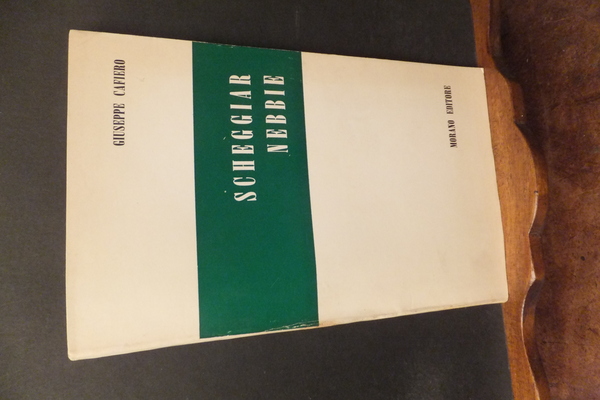 GIUSEPPE CAFIERO
SCHEGGIAR
NEBBIE
MORANO EDITORE